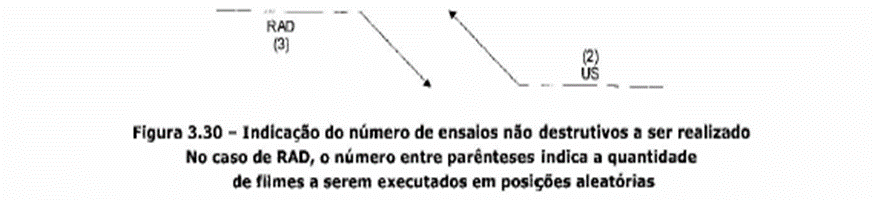 RAD
(3)
(2)
US
Figura 3.30 – Indicação do número de ensaios não destrutivos a ser realizado
No caso de RAD, o número entre parênteses indica a quantidade
de filmes a serem executados em posições aleatórias